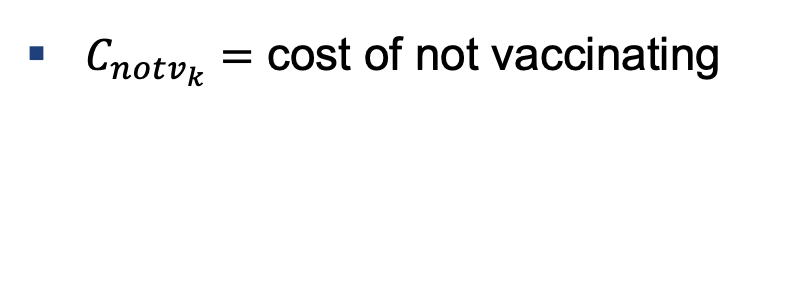 ▪ $C_{notv_k}$ = cost of not vaccinating